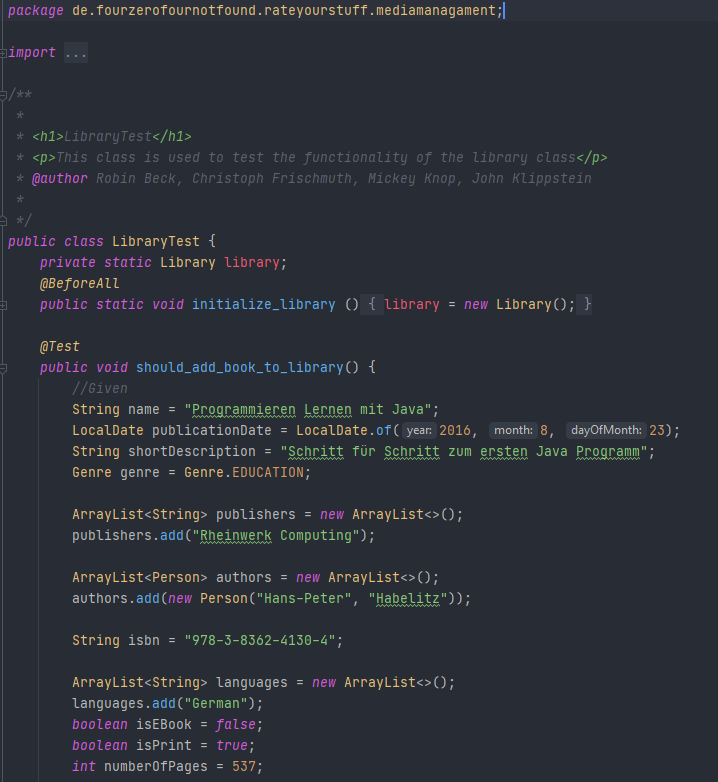 package de.fourzerofournotfound.rateyourstuff.mediamanagament;
import ...
/**
*
* <h1>LibraryTest</h1>
* <p>This class is used to test the functionality of the library class</p>
* @author Robin Beck, Christoph Frischmuth, Mickey Knop, John Klippstein
*
*/
public class LibraryTest {
private static Library library;
@BeforeAll
public static void initialize_library () { library = new Library(); }
@Test
public void should_add_book_to_library() {
//Given
String name = "Programmieren Lernen mit Java";
LocalDate publicationDate = LocalDate.of( year: 2016, month: 8, dayOfMonth: 23);
String shortDescription = "Schritt für Schritt zum ersten Java Programm";
Genre genre = Genre.EDUCATION;
ArrayList<String> publishers = new ArrayList<>();
publishers.add("Rheinwerk Computing");
ArrayList<Person> authors = new ArrayList<>();
authors.add(new Person("Hans-Peter", "Habelitz"));
String isbn = "978-3-8362-4130-4";
ArrayList<String> languages = new ArrayList<>();
languages.add("German");
boolean isEBook = false;
boolean isPrint = true;
int numberOfPages = 537;